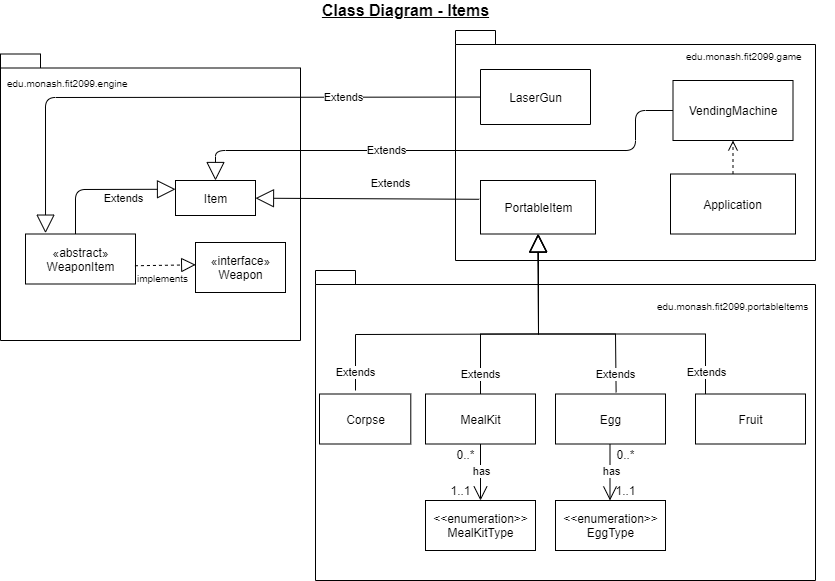 Class Diagram - Items
edu.monash.fit2099.game
edu.monash.fit2099.engine
LaserGun
Extends
VendingMachine
Extends
Extends
Item
Extends
PortableItem
Application
«abstract»
WeaponItem
implements
«interface»
Weapon
edu.monash.fit2099.portableItems
Extends
Extends
Extends
Extends
Corpse
MealKit
Egg
Fruit
0..*
has
1..1
0..*
has
1..1
<<enumeration>>
MealKitType
<<enumeration>>
EggType